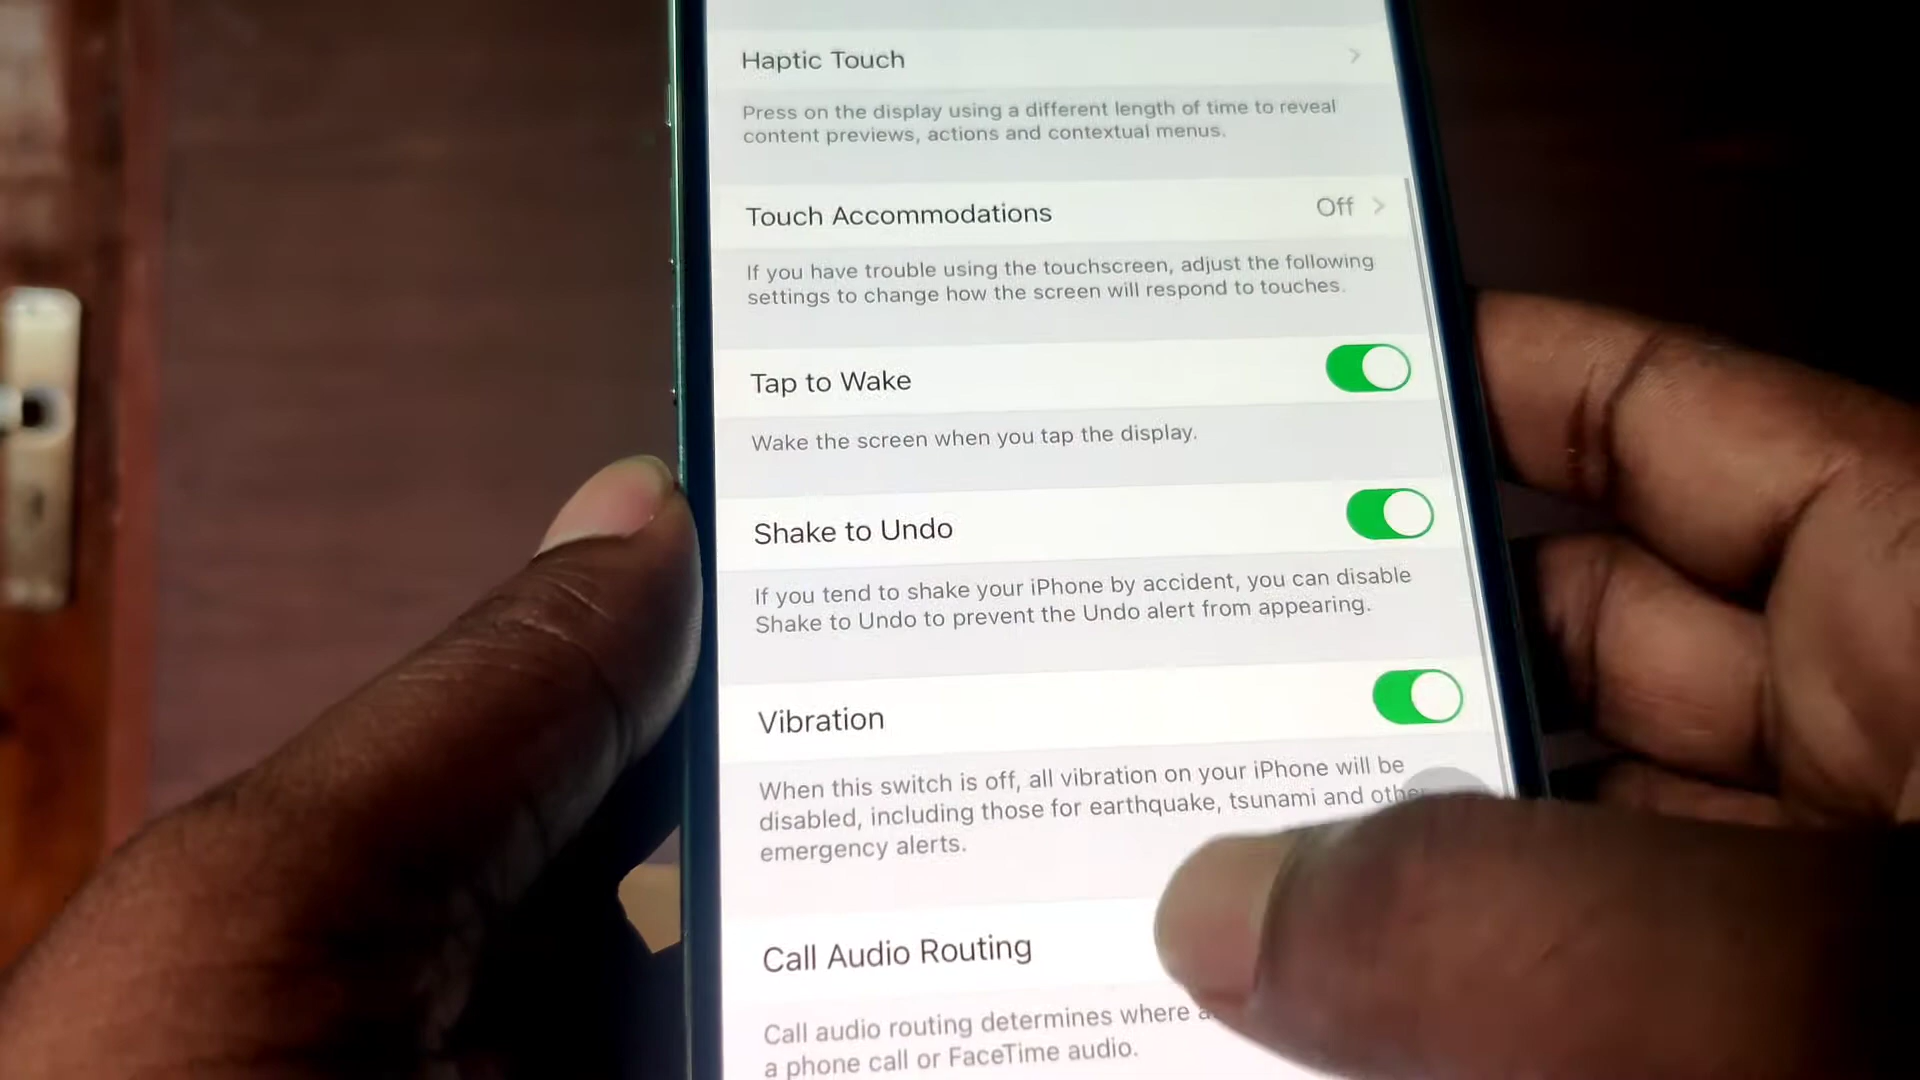 Haptic Touch
Press on the display using a different length of time to reveal
content previews, actions and contextual menus.
Touch Accommodations Off
If you have trouble using the touchscreen, adjust the following
settings to change how the screen will respond to touches.
Tap to Wake
Wake the screen when you tap the display.
Shake to Undo
If you tend to shake your iPhone by accident, you can disable
Shake to Undo to prevent the Undo alert from appearing.
Vibration
When this switch is off, all vibration on your iPhone will be
disabled, including those for earthquake, tsunami and other
emergency alerts.
Call Audio Routing
Call audio routing determines where
a phone call or FaceTime audio.